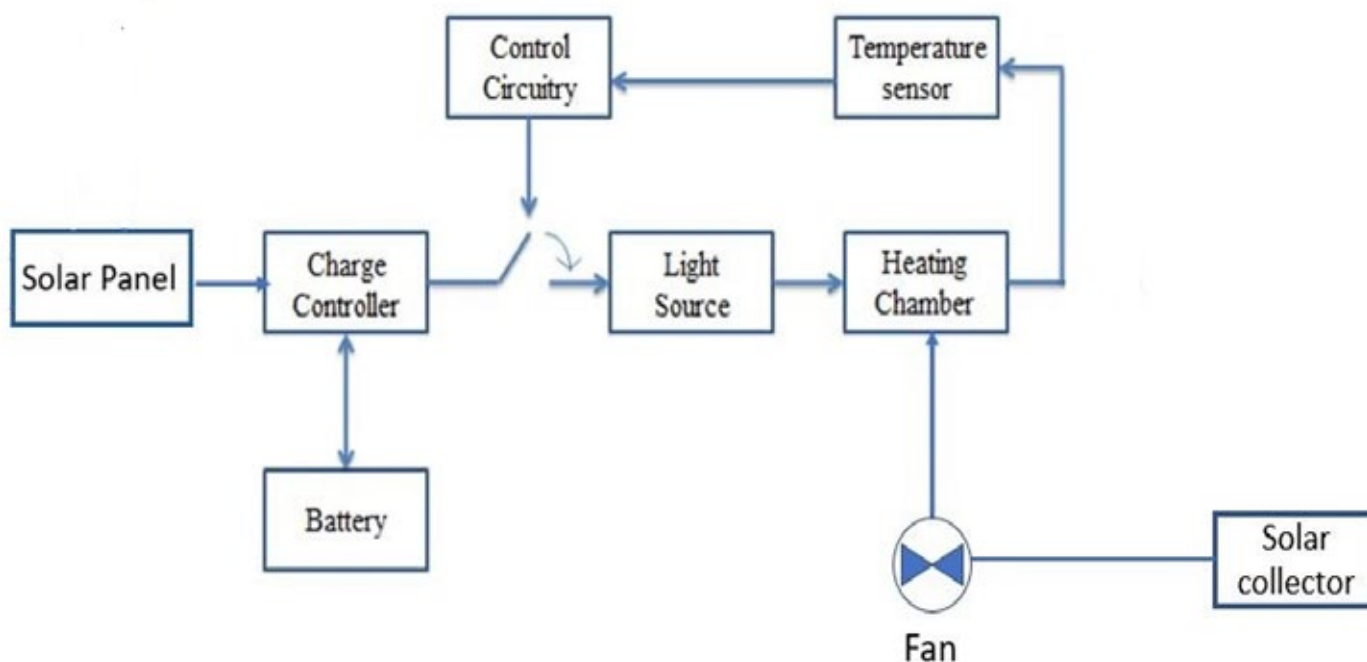 Control
Circuitry
Temperature
sensor
Solar Panel
Charge
Controller
Light
Source
Heating
Chamber
Battery
Solar
collector
Fan